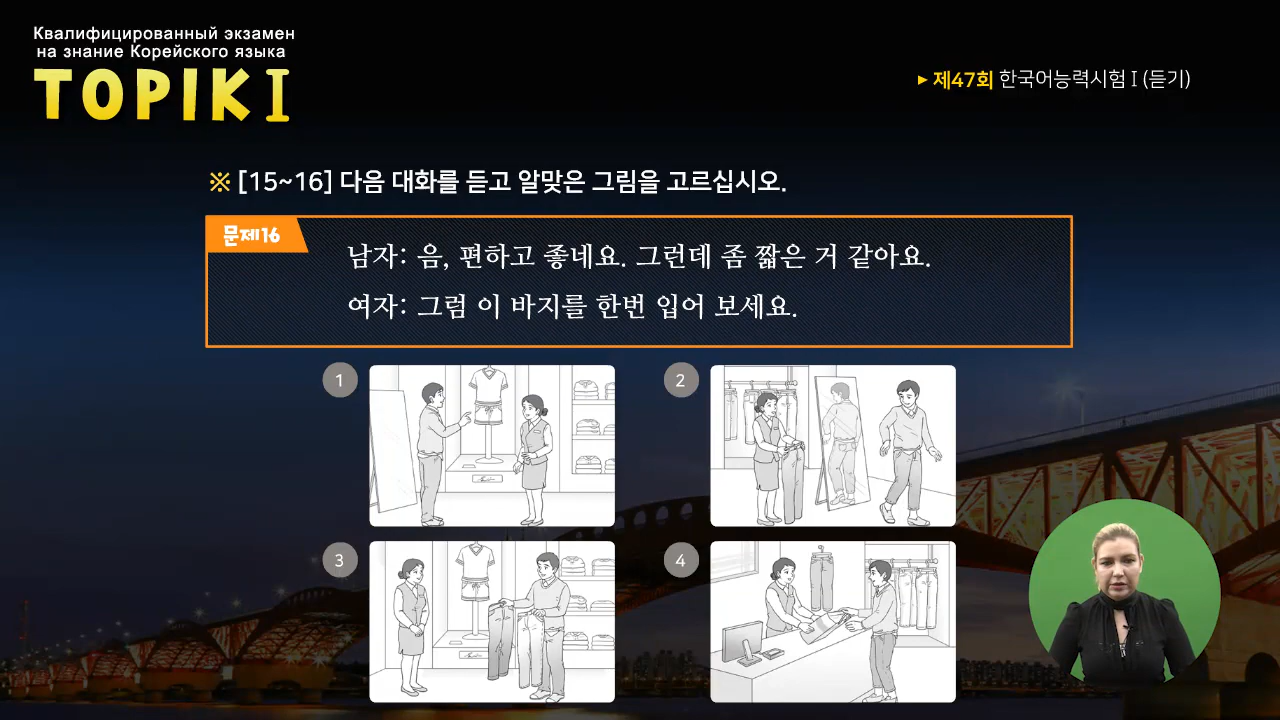 Квалифицированный экзамен
на знание Корейского языка
TOPIK I
▶ 제47회 한국어능력시험 I (듣기)
※ [15~16] 다음 대화를 듣고 알맞은 그림을 고르십시오.
문제16
남자: 음, 편하고 좋네요. 그런데 좀 짧은 거 같아요.
여자: 그럼 이 바지를 한번 입어 보세요.
1
2
3
4